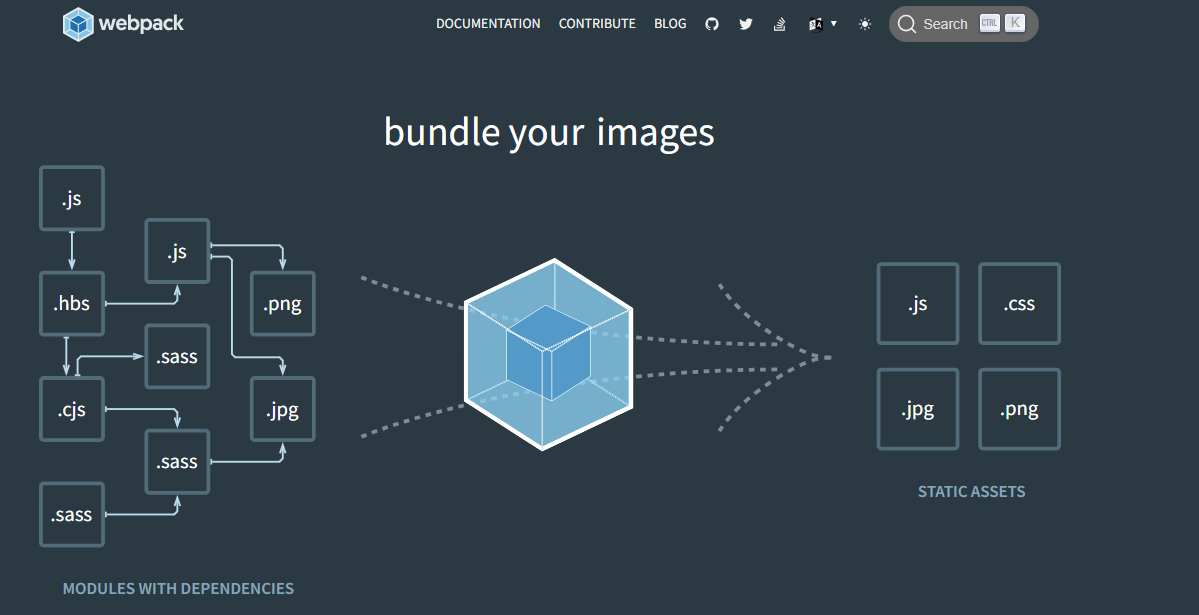 webpack
DOCUMENTATION CONTRIBUTE BLOG Search CTRL K
bundle your images
.js
.js
.hbs
.png
.sass
.cjs
.jpg
.sass
.sass
MODULES WITH DEPENDENCIES
.js .css
.jpg .png
STATIC ASSETS